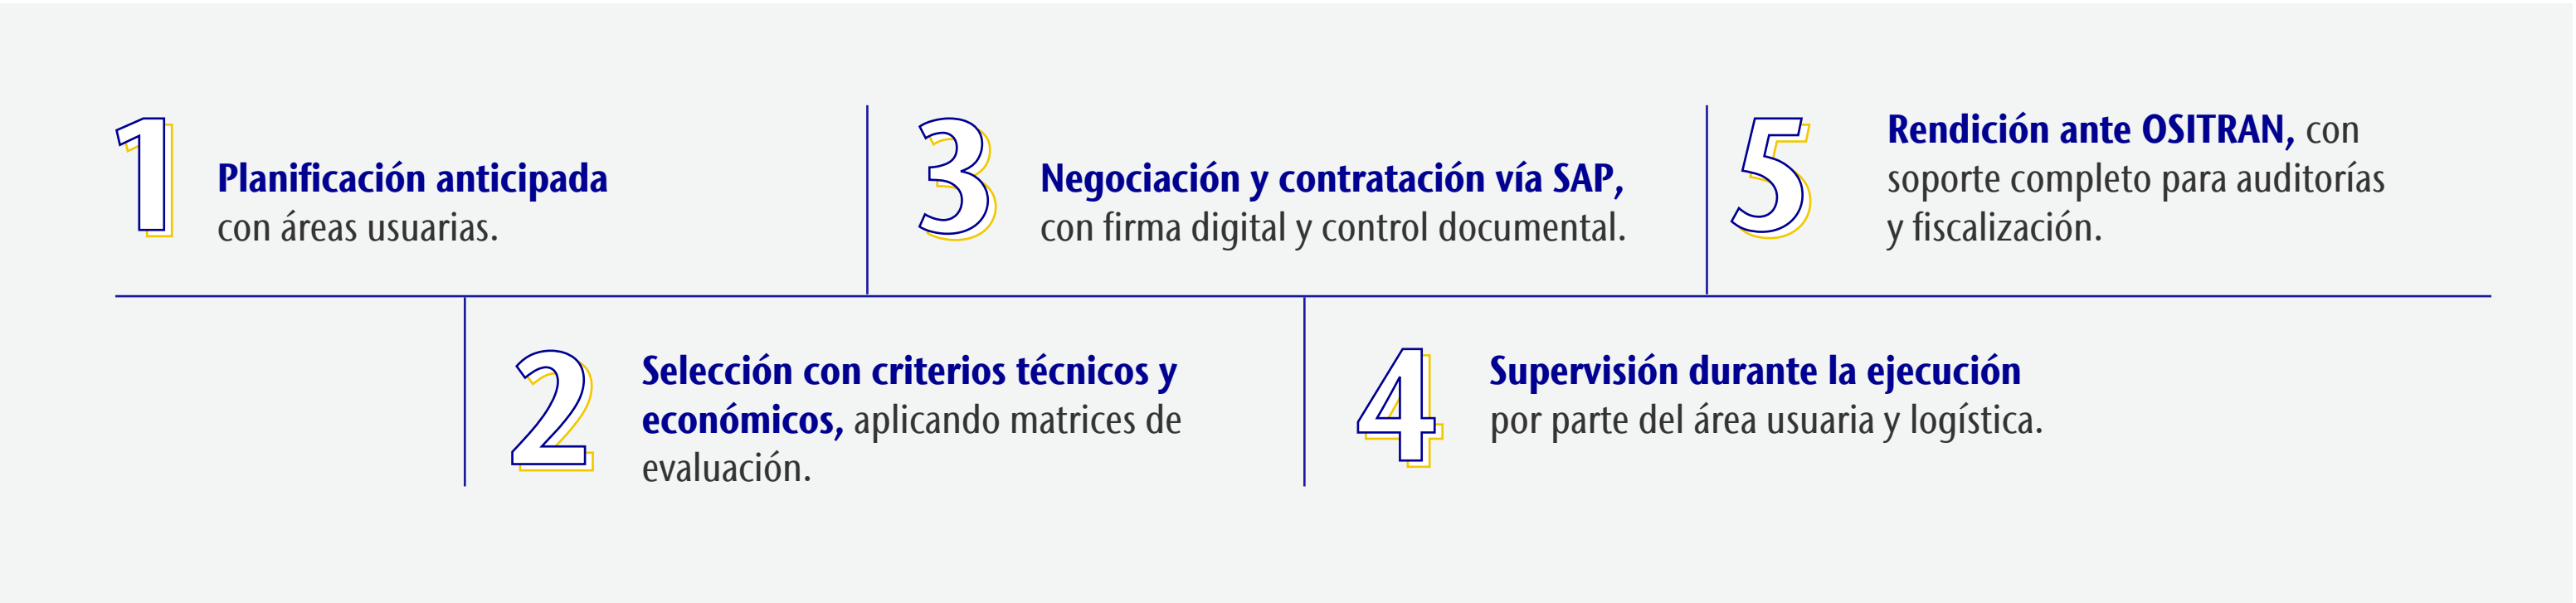 1
Planificación anticipada
con áreas usuarias.
2
Selección con criterios técnicos y
económicos, aplicando matrices de
evaluación.
3
Negociación y contratación vía SAP,
con firma digital y control documental.
4
Supervisión durante la ejecución
por parte del área usuaria y logística.
5
Rendición ante OSITRAN, con
soporte completo para auditorías
y fiscalización.